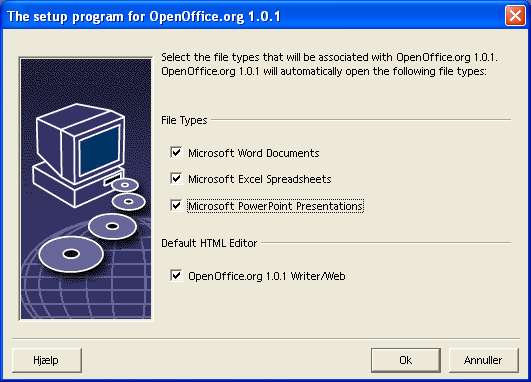 The setup program for OpenOffice.org 1.0.1
Select the file types that will be associated with OpenOffice.org 1.0.1.
OpenOffice.org 1.0.1 will automatically open the following file types:
File Types
Microsoft Word Documents
Microsoft Excel Spreadsheets
Microsoft PowerPoint Presentations
Default HTML Editor
OpenOffice.org 1.0.1 Writer/Web
Hjælp
Ok
Annuller